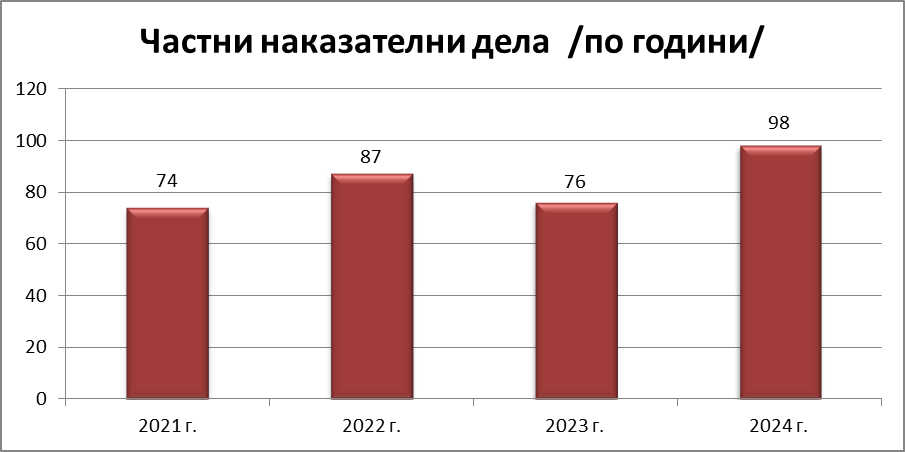 Частни наказателни дела  /по години/
120
100
80
60
40
20
0
74
87
76
98
2021 г.
2022 г.
2023 г.
2024 г.